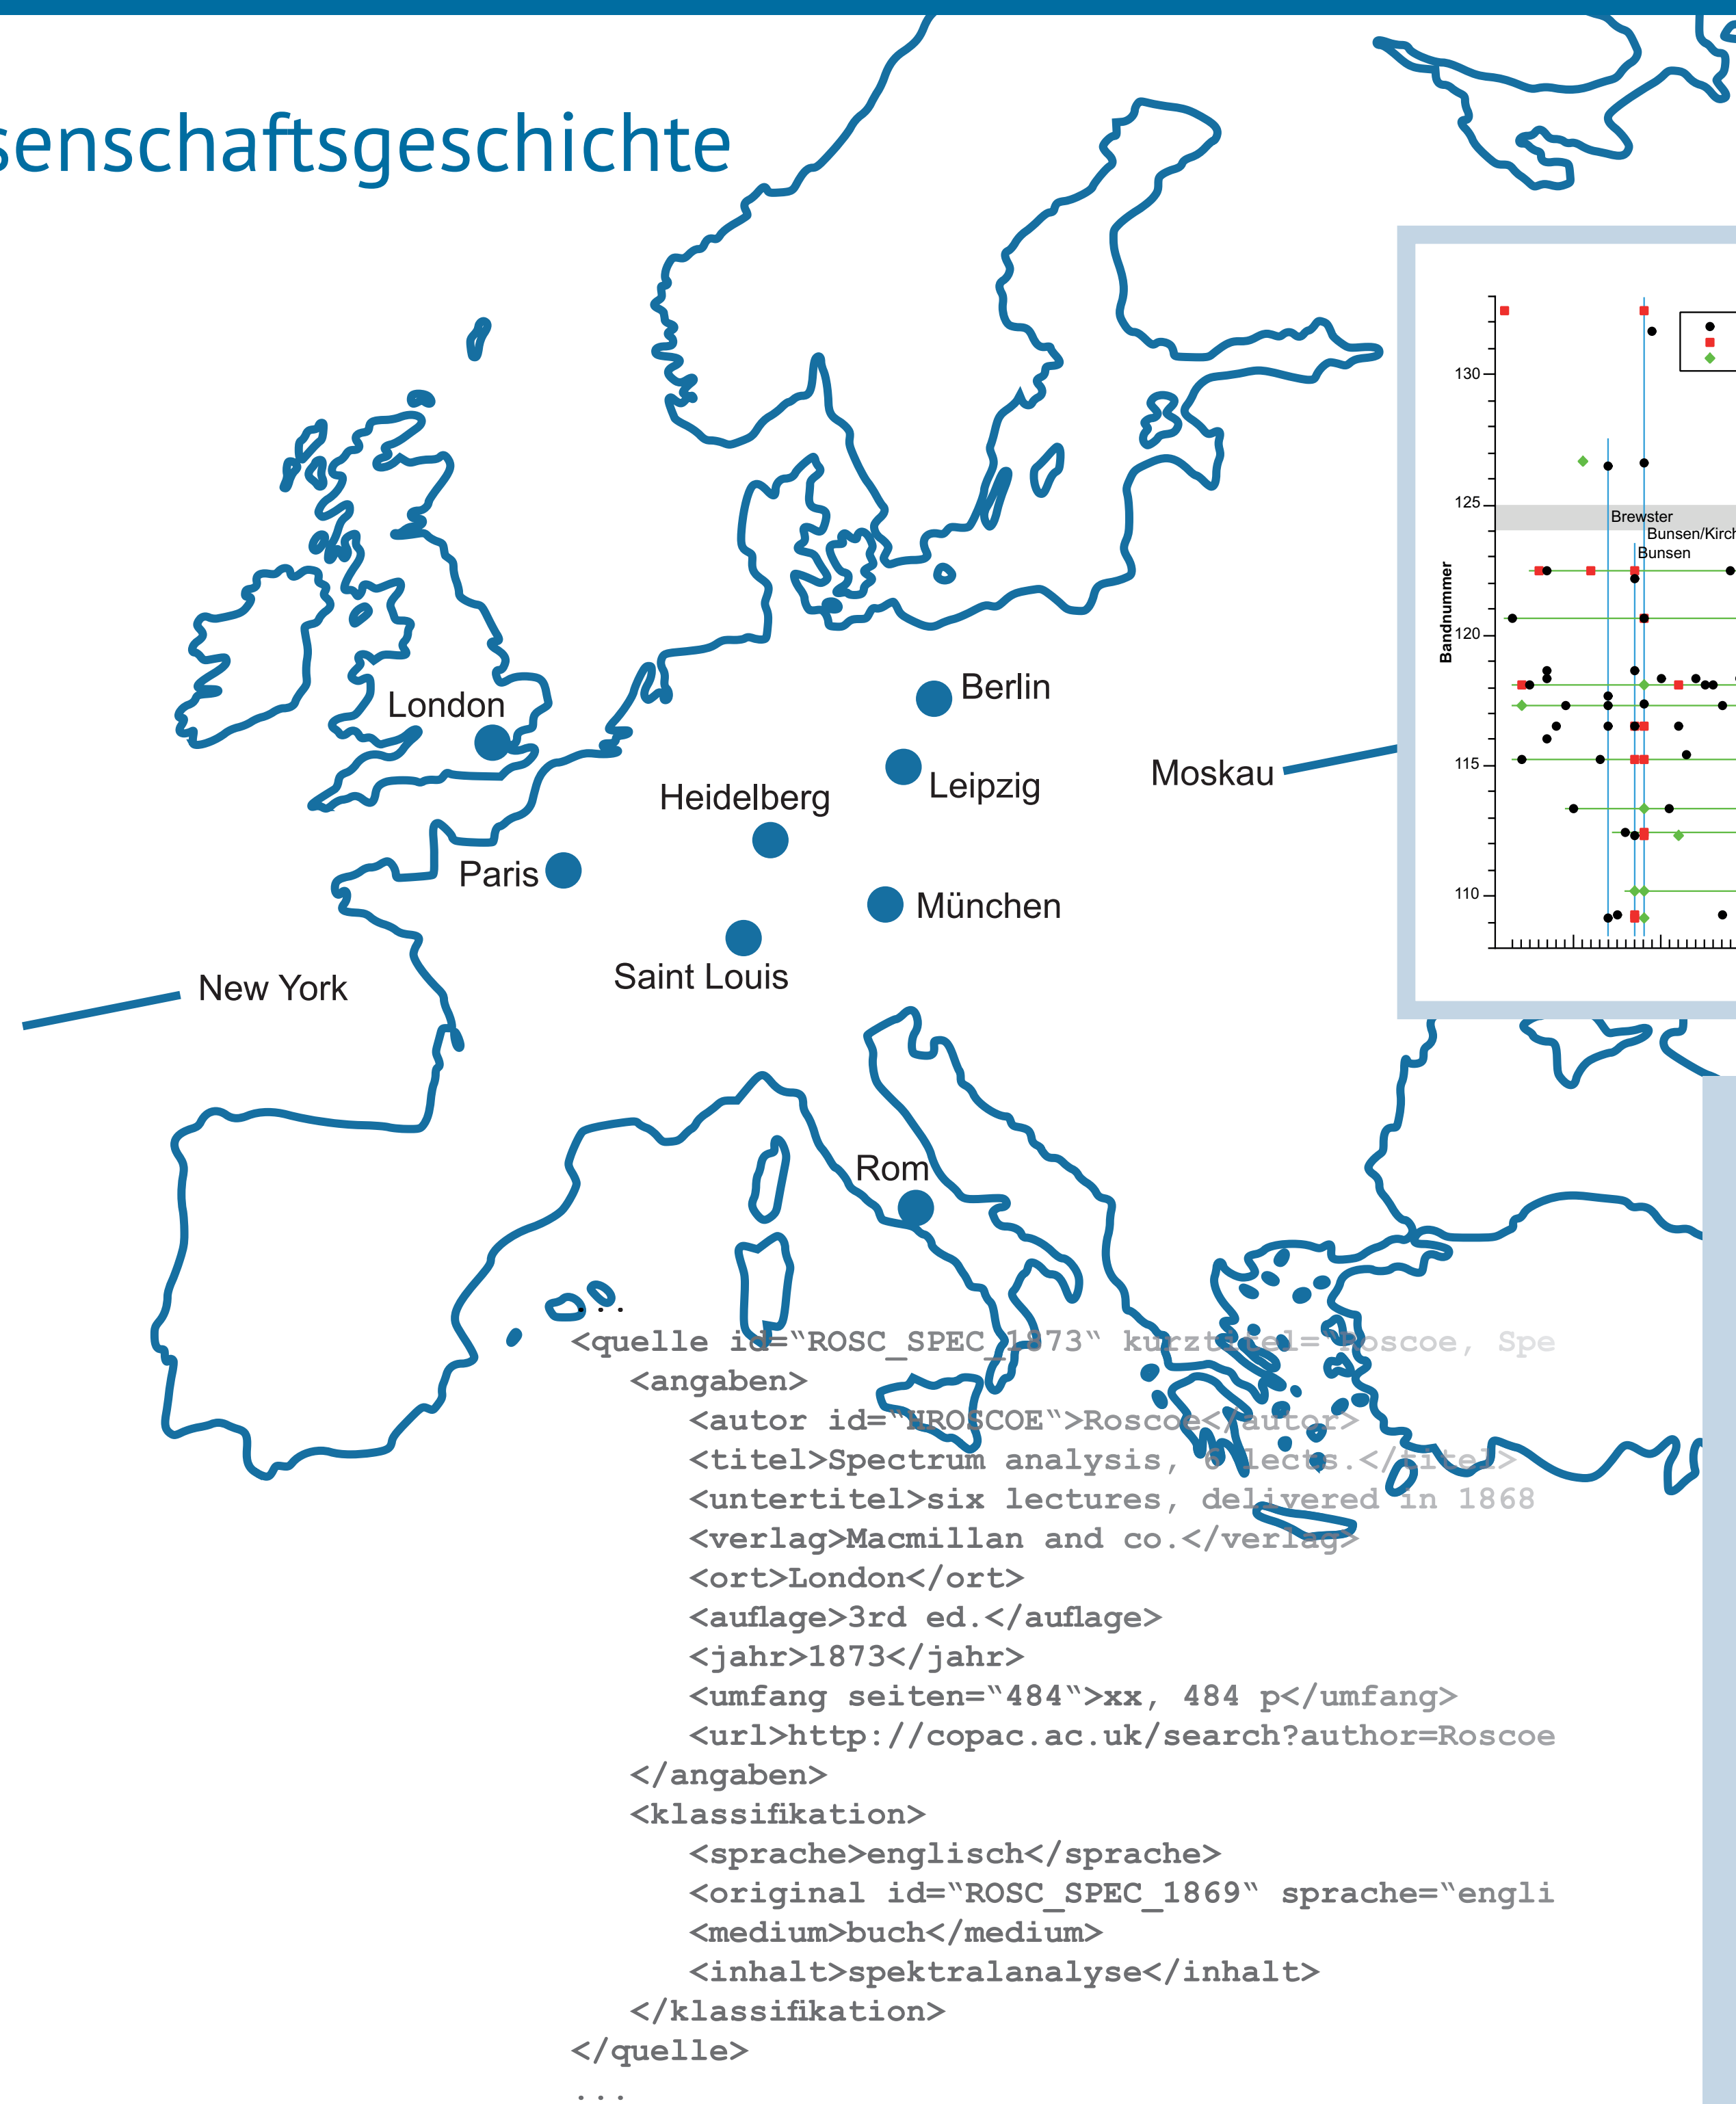 senschaftsgeschichte
London
Berlin
Leipzig
Heidelberg
Moskau
Paris
München
Saint Louis
New York
Rom
130
125
120
115
110
Bandnummer
Brewster
Bunsen/Kirch
Bunsen
...
<quelle id=“ROSC_SPEC_1873“ kurztitel=“Roscoe, Spe
<angaben>
<autor id=“HROSCOE“>Roscoe</autor>
<titel>Spectrum analysis, 6 lects.</titel>
<untertitel>six lectures, delivered in 1868
<verlag>Macmillan and co.</verlag>
<ort>London</ort>
<auflage>3rd ed.</auflage>
<jahr>1873</jahr>
<umfang seiten=“484“>xx, 484 p</umfang>
<url>http://copac.ac.uk/search?author=Roscoe
</angaben>
<klassifikation>
<sprache>englisch</sprache>
<original id=“ROSC_SPEC_1869“ sprache=“engli
<medium>buch</medium>
<inhalt>spektralanalyse</inhalt>
</klassifikation>
</quelle>
...